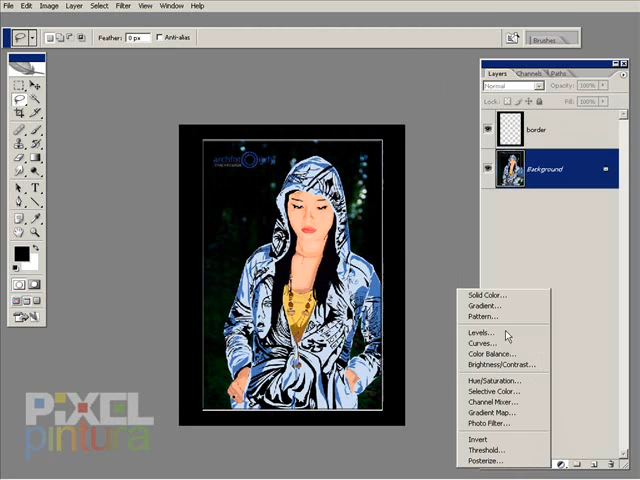 File Edit Image Layer Select Filter View Window Help
Feather: 0 px Anti-alias
Brushes
Layers Channels Paths
Normal Opacity: 100%
Lock: Fill: 100%
border
Background
Solid Color...
Gradient...
Pattern...
Levels...
Curves...
Color Balance...
Brightness/Contrast...
Hue/Saturation...
Selective Color...
Channel Mixer...
Gradient Map...
Photo Filter...
Invert
Threshold...
Posterize...
T
PIXEL
pintura